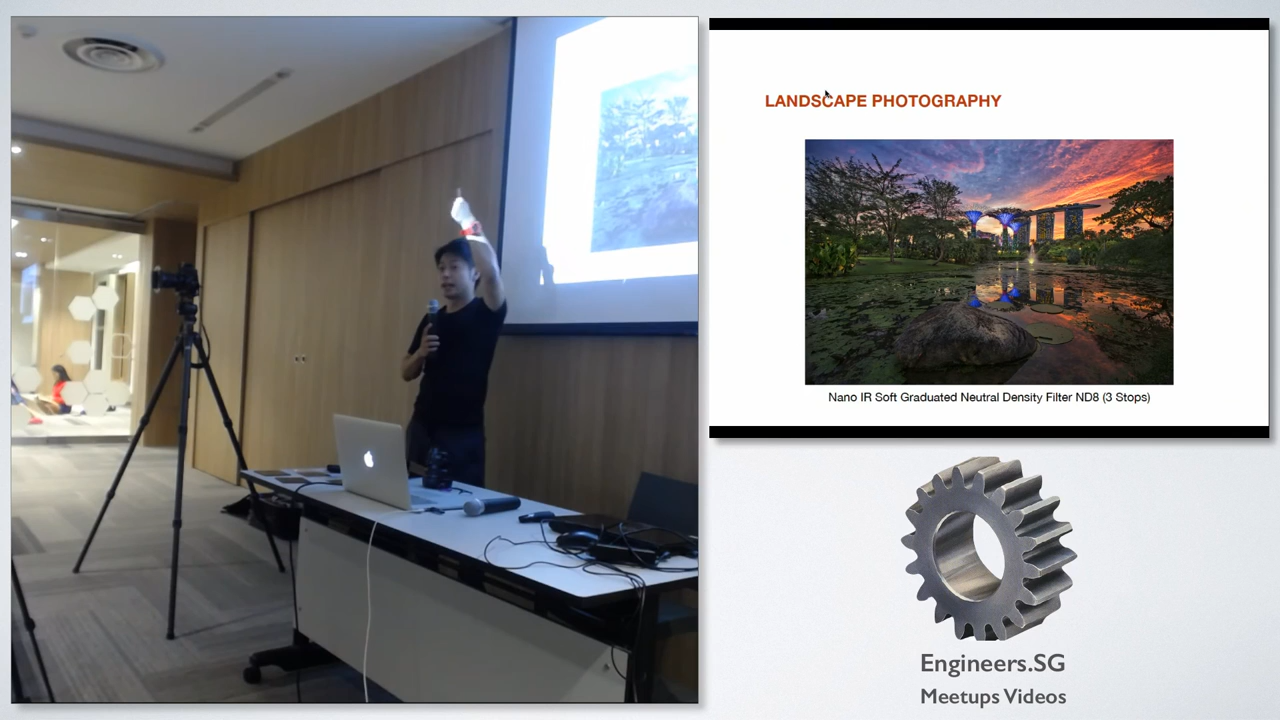 LANDSCAPE PHOTOGRAPHY
Nano IR Soft Graduated Neutral Density Filter ND8 (3 Stops)
Engineers.SG
Meetups Videos